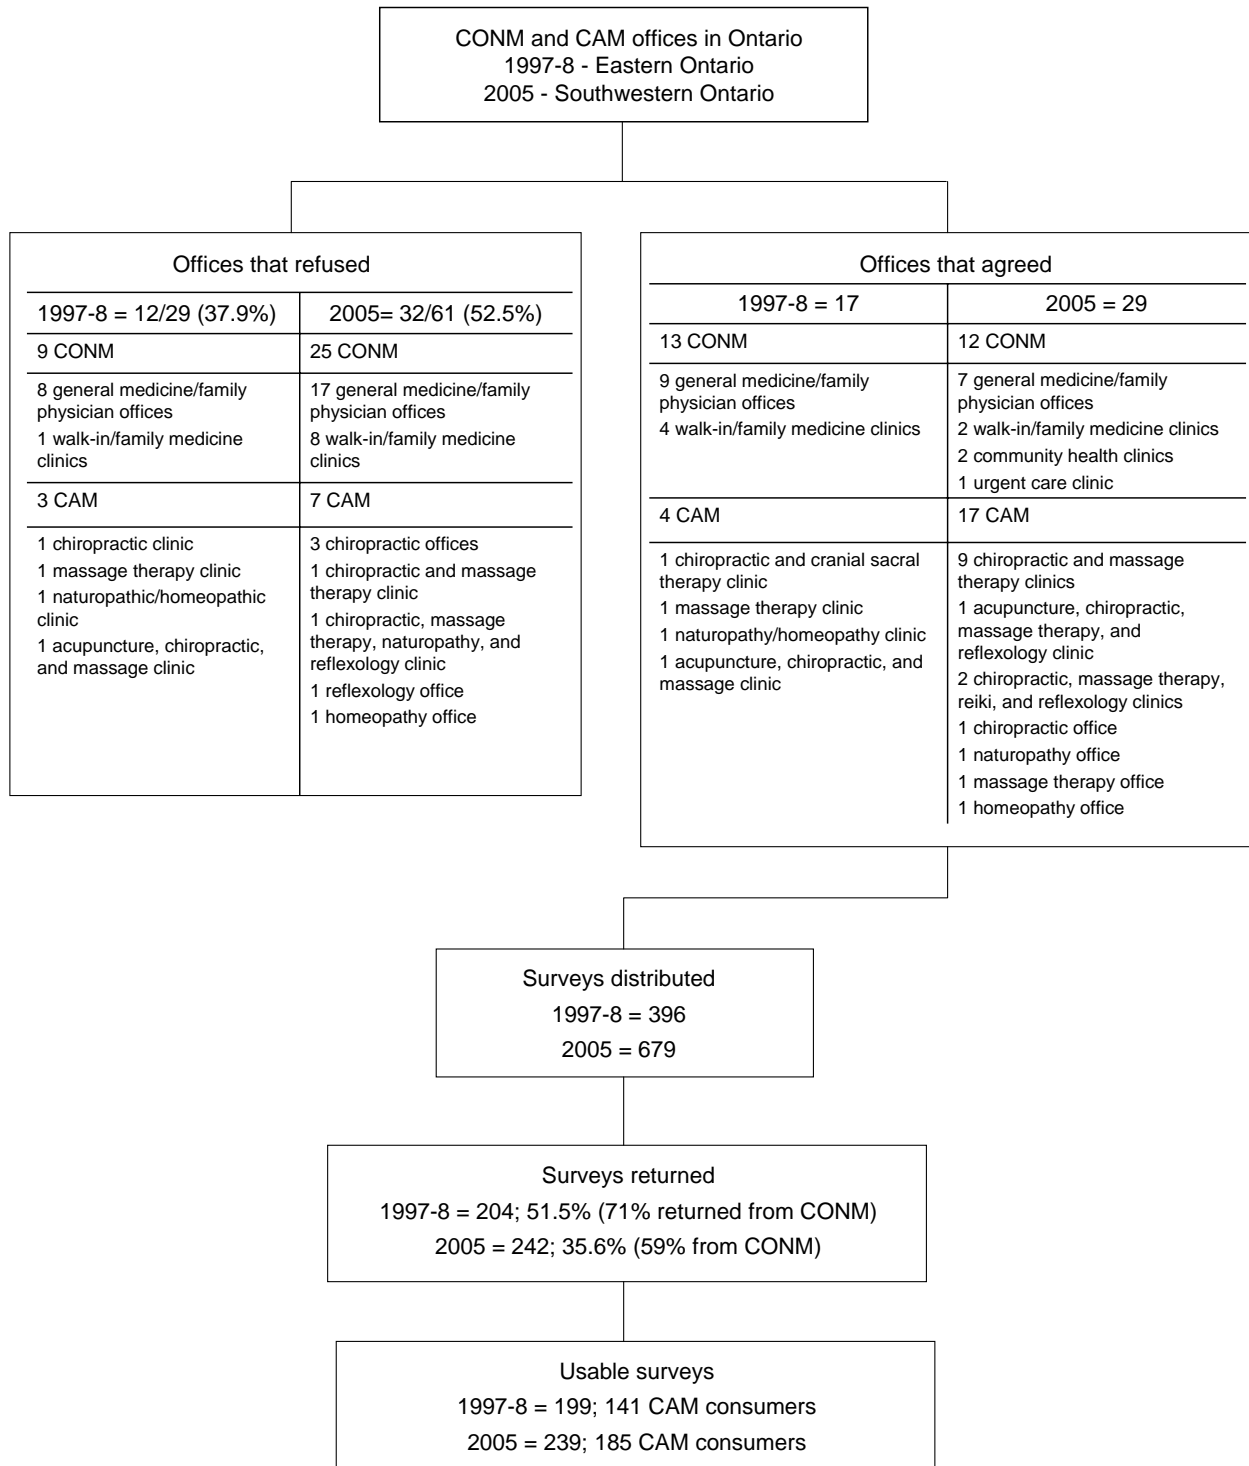 CONM and CAM offices in Ontario
1997-8 - Eastern Ontario
2005 - Southwestern Ontario
Offices that refused
1997-8 = 12/29 (37.9%)
2005= 32/61 (52.5%)
9 CONM
25 CONM
8 general medicine/family
physician offices
1 walk-in/family medicine
clinics
17 general medicine/family
physician offices
8 walk-in/family medicine
clinics
3 CAM
7 CAM
1 chiropractic clinic
1 massage therapy clinic
1 naturopathic/homeopathic
clinic
1 acupuncture, chiropractic,
and massage clinic
3 chiropractic offices
1 chiropractic and massage
therapy clinic
1 chiropractic, massage
therapy, naturopathy, and
reflexology clinic
1 reflexology office
1 homeopathy office
Offices that agreed
1997-8 = 17
2005 = 29
13 CONM
12 CONM
9 general medicine/family
physician offices
4 walk-in/family medicine clinics
7 general medicine/family
physician offices
2 walk-in/family medicine clinics
2 community health clinics
1 urgent care clinic
4 CAM
17 CAM
1 chiropractic and cranial sacral
therapy clinic
1 massage therapy clinic
1 naturopathy/homeopathy clinic
1 acupuncture, chiropractic, and
massage clinic
9 chiropractic and massage
therapy clinics
1 acupuncture, chiropractic,
massage therapy, and
reflexology clinic
2 chiropractic, massage therapy,
reiki, and reflexology clinics
1 chiropractic office
1 naturopathy office
1 massage therapy office
1 homeopathy office
Surveys distributed
1997-8 = 396
2005 = 679
Surveys returned
1997-8 = 204; 51.5% (71% returned from CONM)
2005 = 242; 35.6% (59% from CONM)
Usable surveys
1997-8 = 199; 141 CAM consumers
2005 = 239; 185 CAM consumers